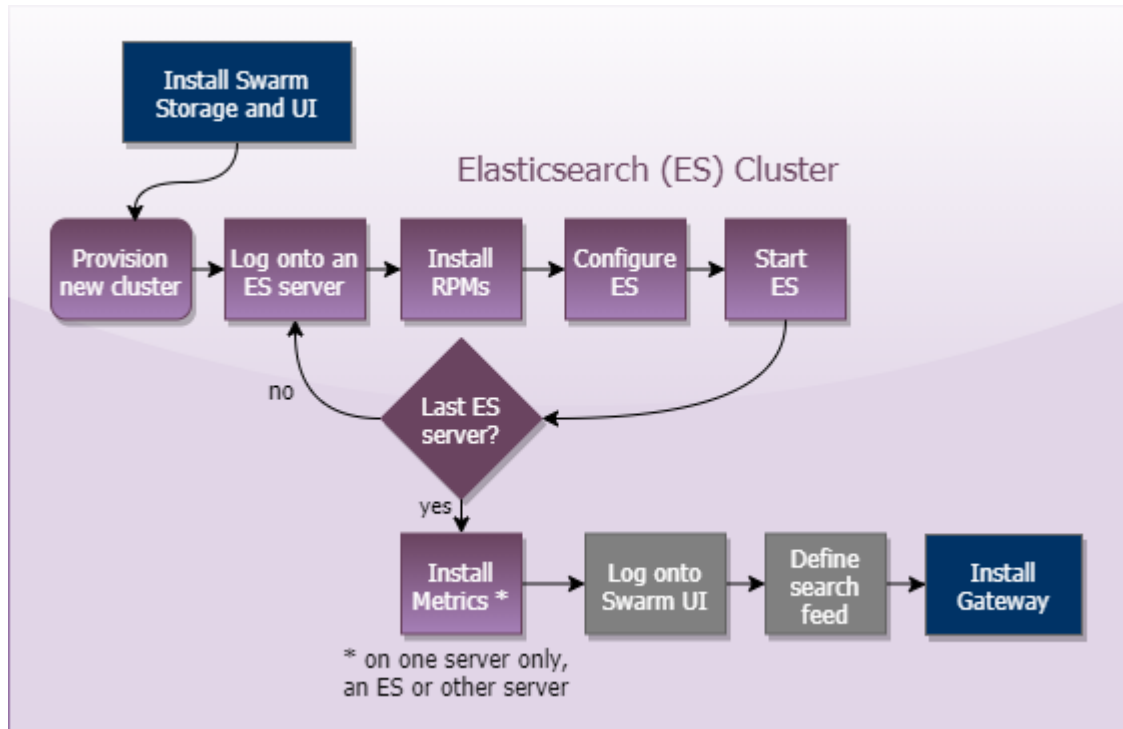 Install Swarm
Storage and UI
Elasticsearch (ES) Cluster
Provision
new cluster
Log onto an
ES server
Install
RPMs
Configure
ES
Start
ES
no
Last ES
server?
yes
Install
Metrics *
Log onto
Swarm UI
Define
search
feed
Install
Gateway
* on one server only,
an ES or other server